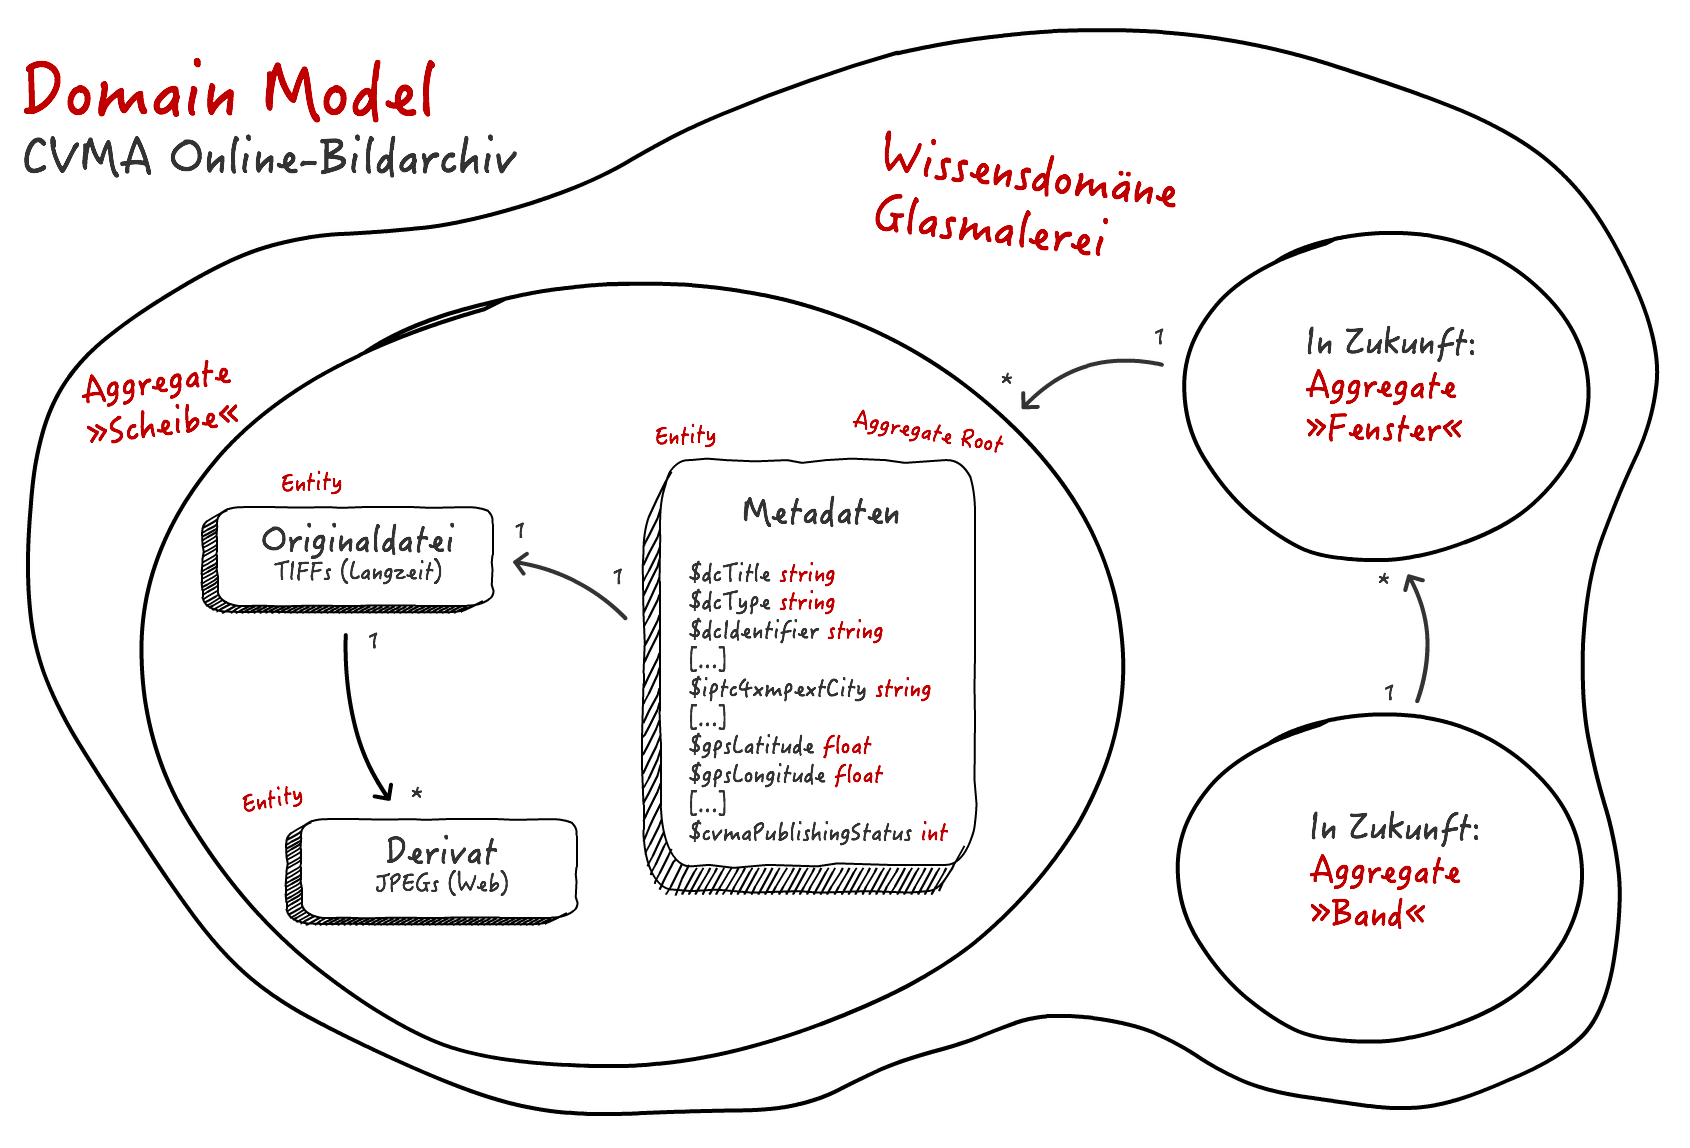 Domain Model
CVMA Online-Bildarchiv
Wissensdomäne
Glasmalerei
Aggregate
»Scheibe«
Entity
Originaldatei
TIFFs (Langzeit)
1
1
1
*
Entity
Derivat
JPEGs (Web)
Entity
Aggregate Root
Metadaten
$dcTitle string
$dcType string
$dcIdentifier string
[...]
$iptc4xmpextCity string
[...]
$gpsLatitude float
$gpsLongitude float
[...]
$cvmaPublishingStatus int
1
*
In Zukunft:
Aggregate
»Fenster«
*
1
In Zukunft:
Aggregate
»Band«